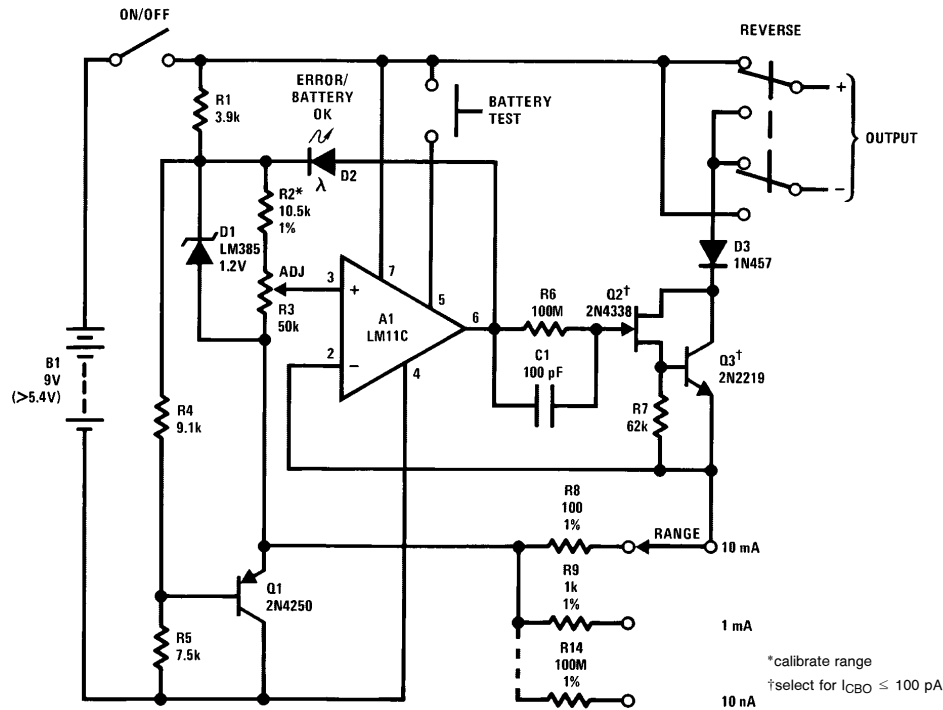 ON/OFF
REVERSE
R1
3.9k
ERROR/
BATTERY
OK
BATTERY
TEST
+
OUTPUT
−
λ
D2
R2*
10.5k
1%
D1
LM385
1.2V
D3
1N457
ADJ
3
+
7
R3
50k
A1
LM11C
5
6
R6
100M
Q2†
2N4338
2
−
4
C1
100 pF
Q3†
2N2219
B1
9V
(>5.4V)
R4
9.1k
R7
62k
R8
100
1%
RANGE
10 mA
R9
1k
1%
1 mA
Q1
2N4250
R5
7.5k
R14
100M
1%
10 nA
*calibrate range
†select for ICBO ≤ 100 pA